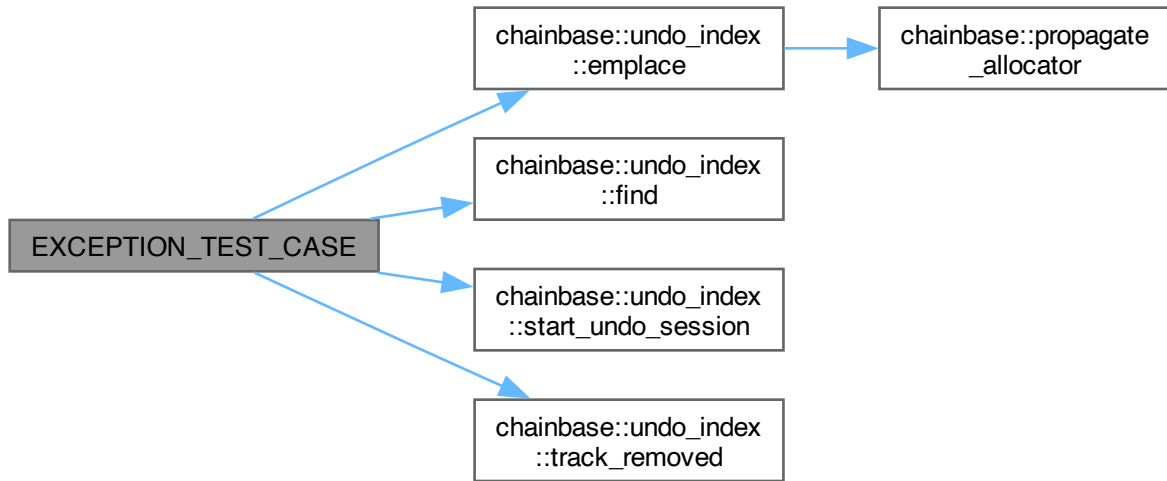 chainbase::undo_index
::emplace
chainbase::propagate
_allocator
chainbase::undo_index
::find
EXCEPTION_TEST_CASE
chainbase::undo_index
::start_undo_session
chainbase::undo_index
::track_removed